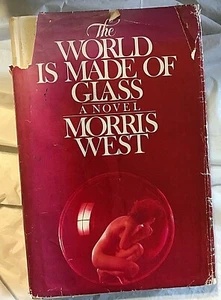 The
WORLD
IS MADE OF
GLASS
A NOVEL
MORRIS
WEST